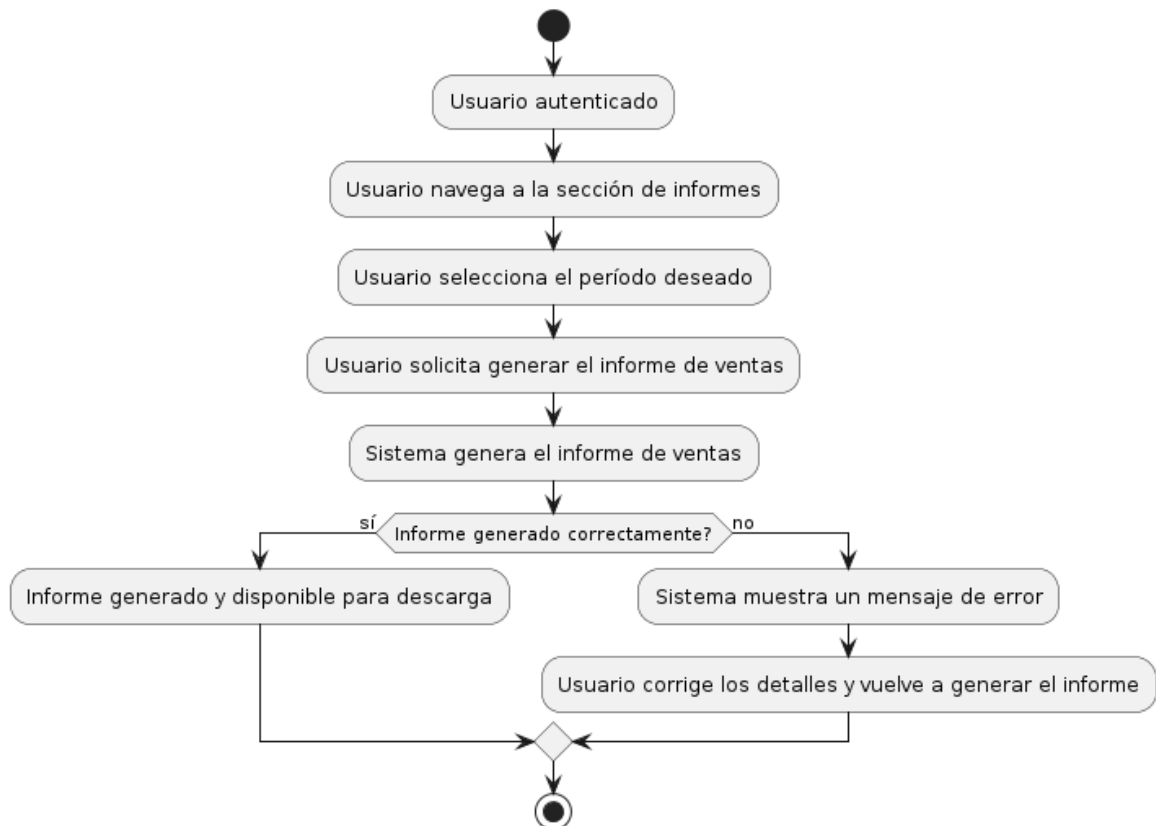 Usuario autenticado
Usuario navega a la sección de informes
Usuario selecciona el período deseado
Usuario solicita generar el informe de ventas
Sistema genera el informe de ventas
sí
Informe generado correctamente?
no
Informe generado y disponible para descarga
Sistema muestra un mensaje de error
Usuario corrige los detalles y vuelve a generar el informe